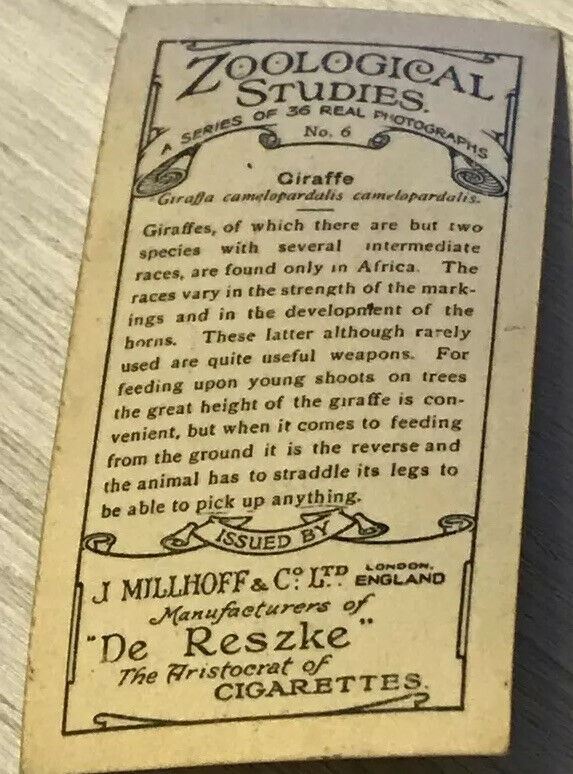 ZOOLOGICAL
STUDIES.
A SERIES OF 36 REAL PHOTOGRAPHS
No. 6
Giraffe
Giraffa camelopardalis camelopardalis.
Giraffes, of which there are but two
species with several intermediate
races, are found only in Africa. The
races vary in the strength of the mark-
ings and in the development of the
horns. These latter although rarely
used are quite useful weapons. For
feeding upon young shoots on trees
the great height of the giraffe is con-
venient, but when it comes to feeding
from the ground it is the reverse and
the animal has to straddle its legs to
be able to pick up anything.
ISSUED BY
J MILLHOFF & Co. LTD. LONDON, ENGLAND
Manufacturers of
"De Reszke"
The Aristocrat of
CIGARETTES.